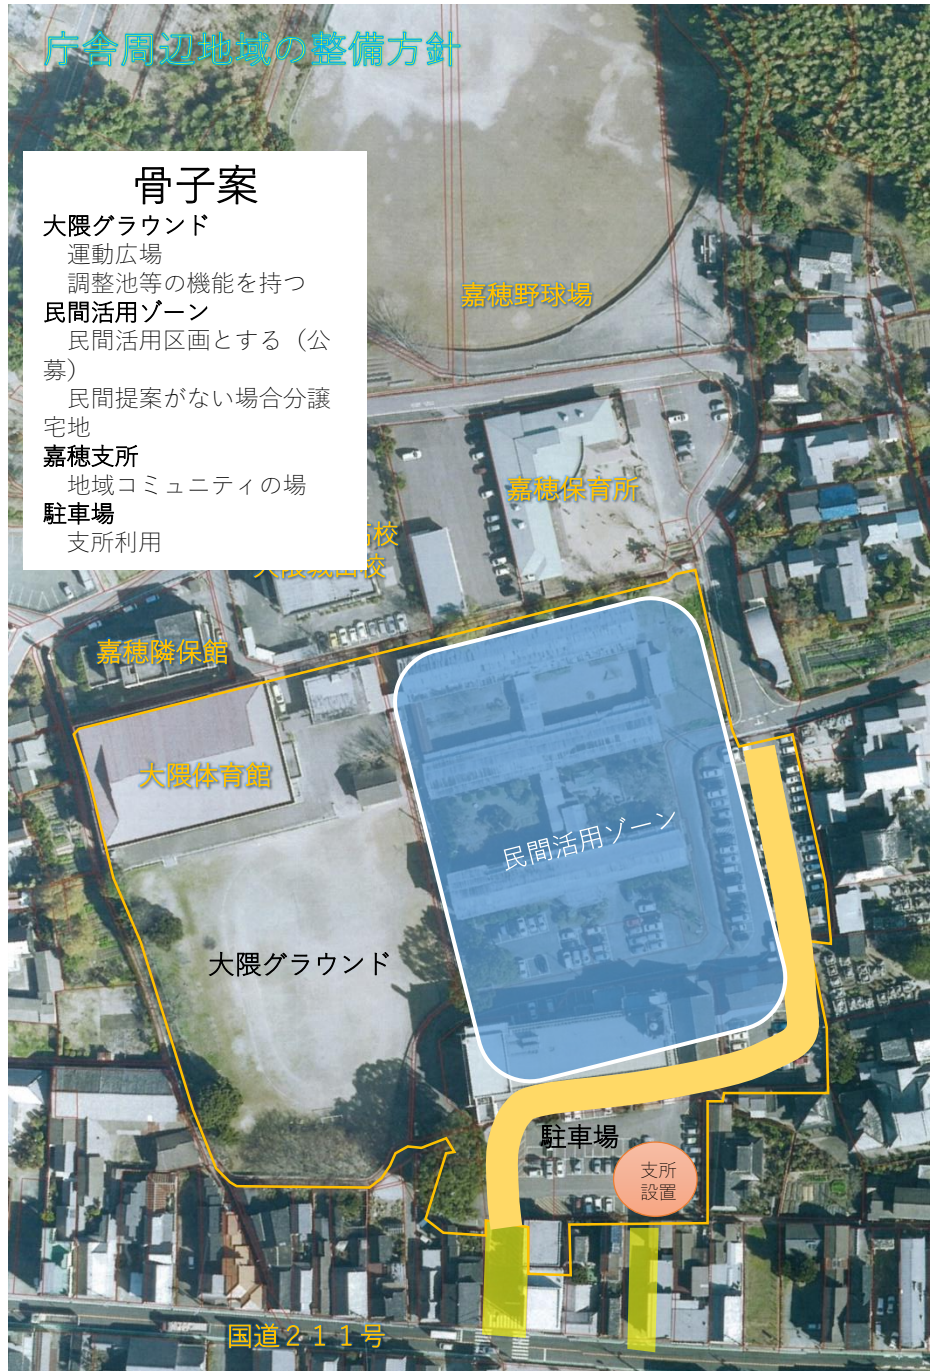 庁舎周辺地域の整備方針
骨子案
大隈グラウンド
運動広場
調整池等の機能を持つ
民間活用ゾーン
民間活用区画とする（公
募）
民間提案がない場合分譲
宅地
嘉穂支所
地域コミュニティの場
駐車場
支所利用
嘉穂野球場
嘉穂保育所
校
大隈城山校
嘉穂隣保館
大隈体育館
民間活用ゾーン
大隈グラウンド
駐車場
支所
設置
国道２１１号